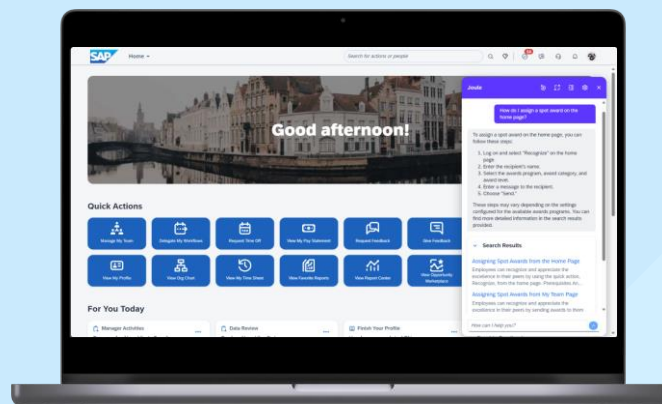 SAP
Home
Search for actions or people
Good afternoon!
Quick Actions
Manage My Team
Delegate My Workflows
Request Time Off
View My Pay Statement
Request Feedback
Give Feedback
View My Profile
View Org Chart
View My Time Sheet
View Favorite Reports
View Report Center
View Opportunity
Marketplace
For You Today
Manager Activities
Data Review
Finish Your Profile
Joule
How do I assign a spot award on the
home page?
To assign a spot award on the home page, you can
follow these steps:
1. Log on and select "Recognize" on the home
page.
2. Enter the recipient's name.
3. Select the awards program, award category, and
award level.
4. Enter a message to the recipient.
5. Choose "Send."
These steps may vary depending on the settings
configured for the available awards programs. You can
find more detailed information in the search results
provided.
Search Results
Assigning Spot Awards from the Home Page
Employees can recognize and appreciate the
excellence in their peers by using the quick action,
Recognize, from the home page. Prerequisites An...
Assigning Spot Awards from My Team Page
Employees can recognize and appreciate the
excellence in their peers by sending awards to them
How can I help you?